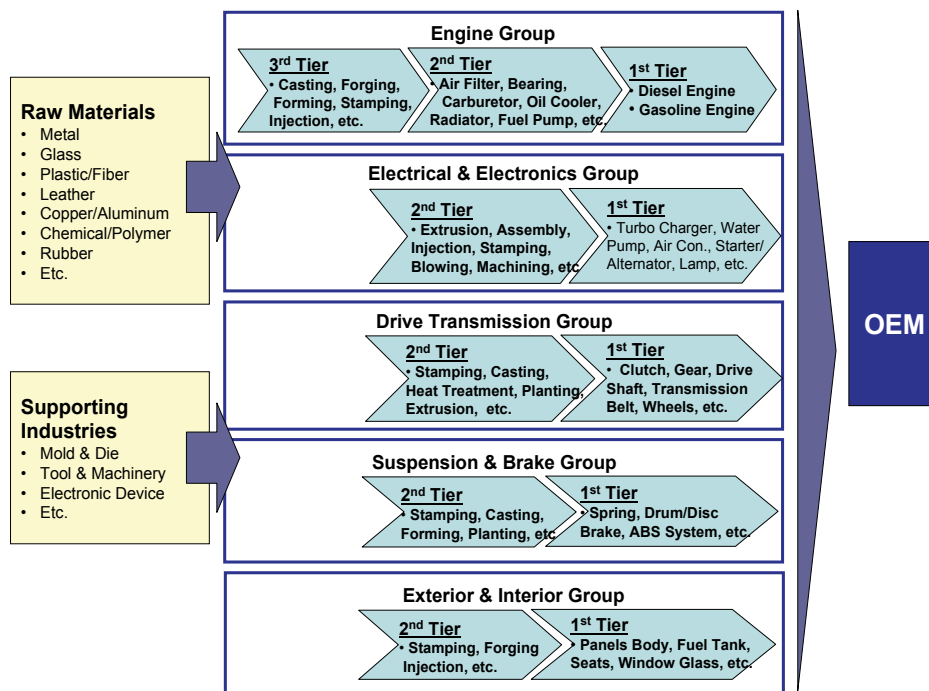 Raw Materials
• Metal
• Glass
• Plastic/Fiber
• Leather
• Copper/Aluminum
• Chemical/Polymer
• Rubber
• Etc.
Supporting
Industries
• Mold & Die
• Tool & Machinery
• Electronic Device
• Etc.
Engine Group
3rd Tier
• Casting, Forging,
Forming, Stamping,
Injection, etc.
2nd Tier
• Air Filter, Bearing,
Carburetor, Oil Cooler,
Radiator, Fuel Pump, etc.
1st Tier
• Diesel Engine
• Gasoline Engine
Electrical & Electronics Group
2nd Tier
• Extrusion, Assembly,
Injection, Stamping,
Blowing, Machining, etc
1st Tier
• Turbo Charger, Water
Pump, Air Con., Starter/
Alternator, Lamp, etc.
Drive Transmission Group
2nd Tier
• Stamping, Casting,
Heat Treatment, Planting,
Extrusion, etc.
1st Tier
• Clutch, Gear, Drive
Shaft, Transmission
Belt, Wheels, etc.
Suspension & Brake Group
2nd Tier
• Stamping, Casting,
Forming, Planting, etc
1st Tier
• Spring, Drum/Disc
Brake, ABS System, etc.
Exterior & Interior Group
2nd Tier
• Stamping, Forging
Injection, etc.
1st Tier
• Panels Body, Fuel Tank,
Seats, Window Glass, etc.
OEM